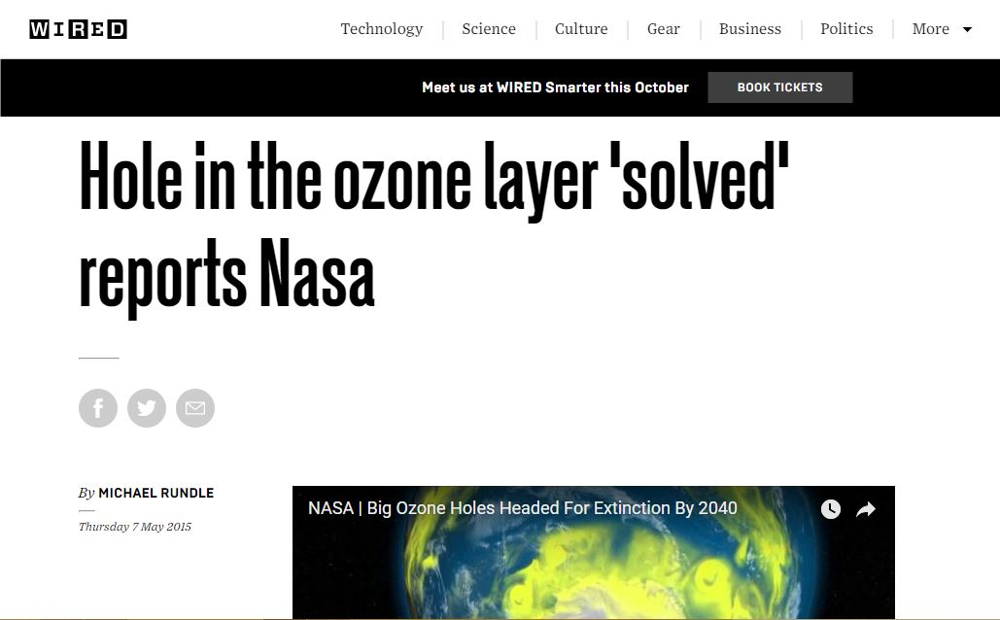 WIRED
Technology Science Culture Gear Business Politics More
Meet us at WIRED Smarter this October BOOK TICKETS
Hole in the ozone layer 'solved'
reports Nasa
By MICHAEL RUNDLE
Thursday 7 May 2015
NASA | Big Ozone Holes Headed For Extinction By 2040